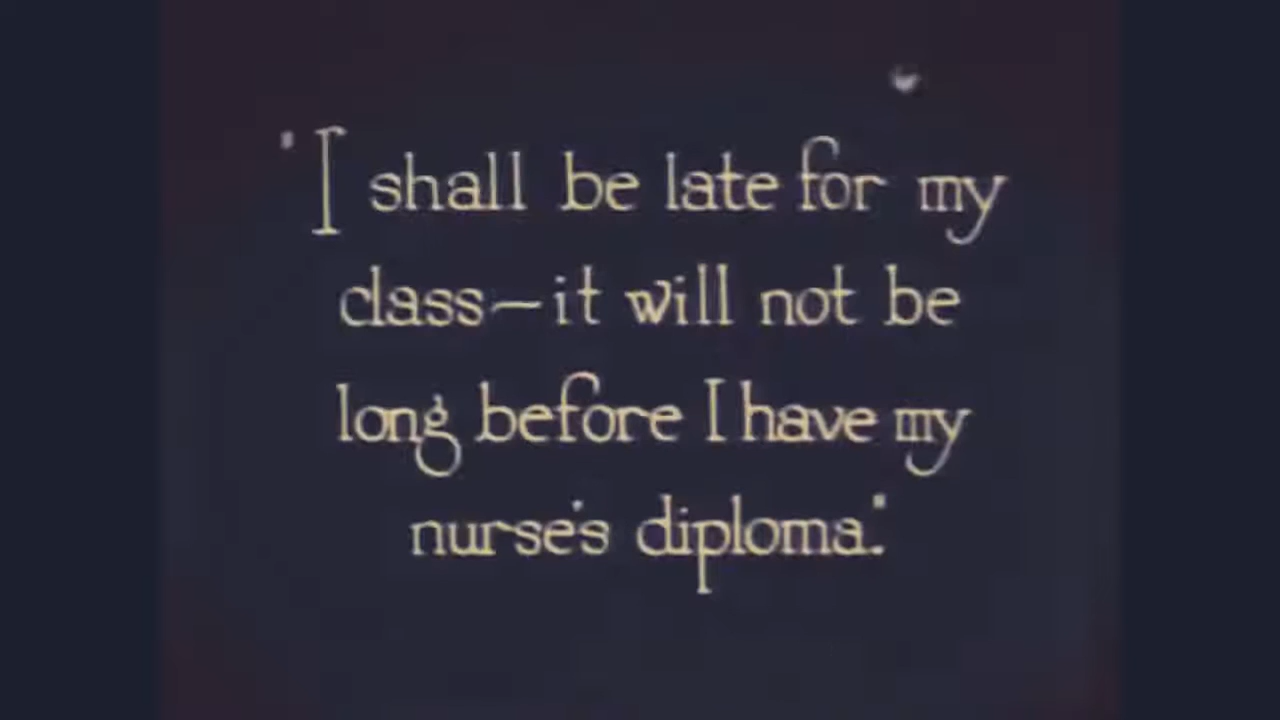 "I shall be late for my
class—it will not be
long before I have my
nurse's diploma."